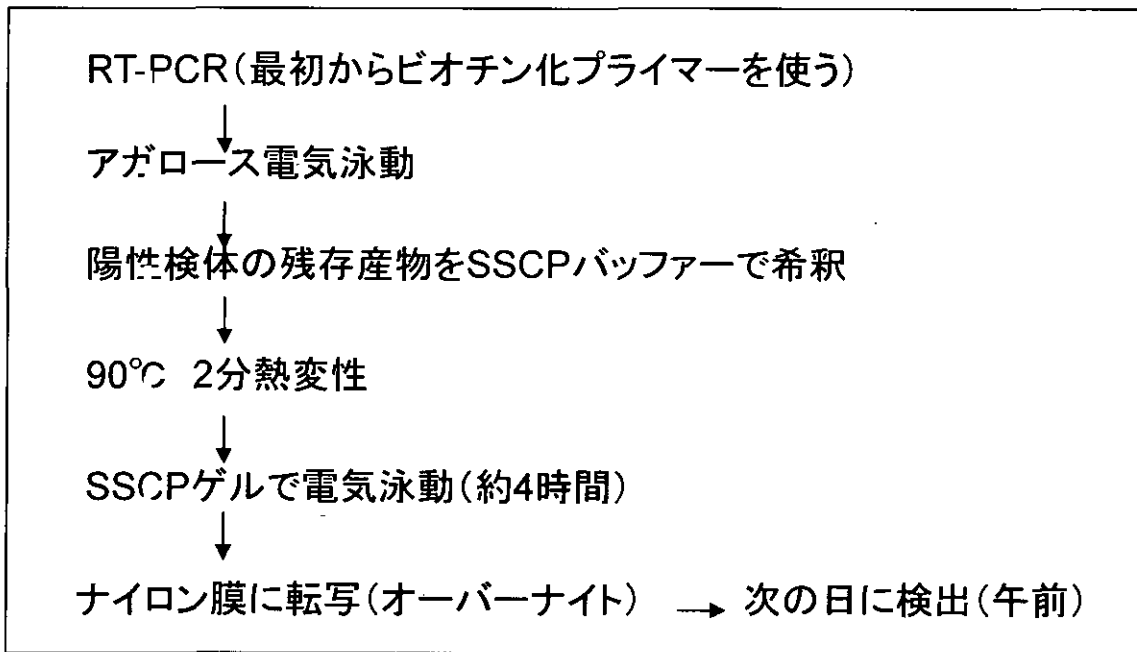 RT-PCR(最初からビオチン化プライマーを使う)
アガロース電気泳動
陽性検体の残存産物をSSCPバッファーで希釈
90℃ 2分熱変性
SSCPゲルで電気泳動(約4時間)
ナイロン膜に転写(オーバーナイト) → 次の日に検出(午前)